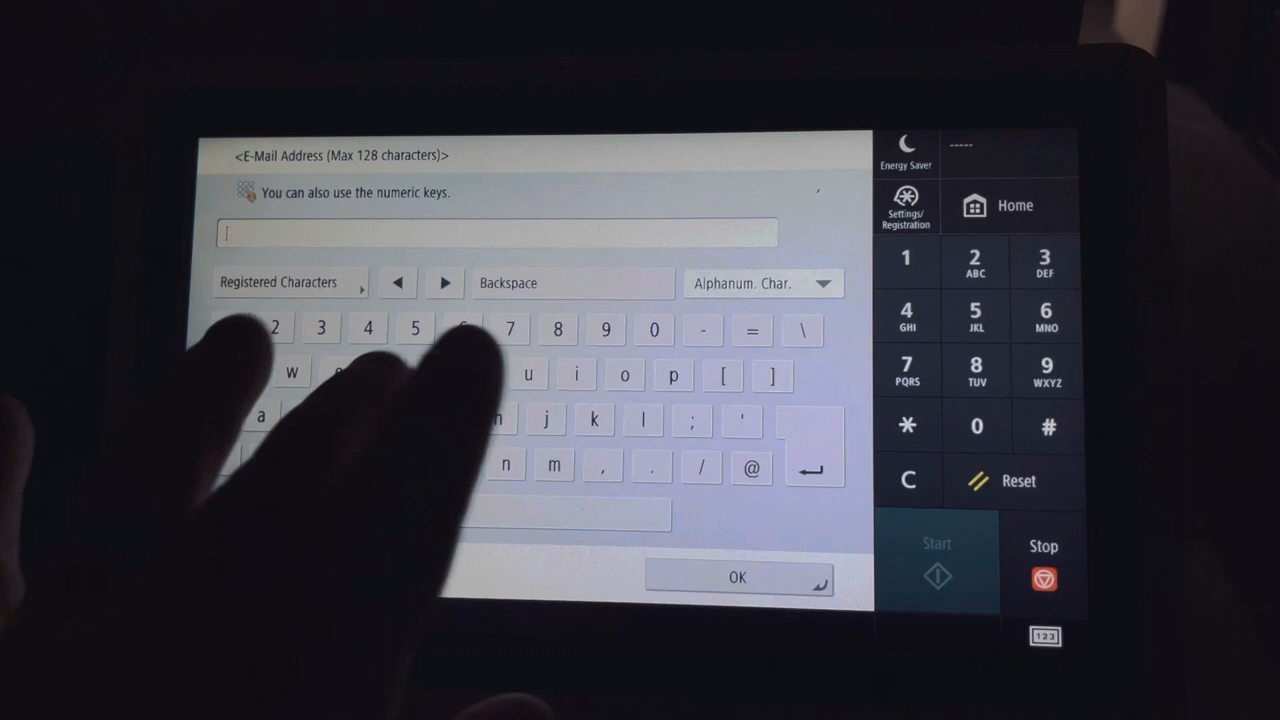 <E-Mail Address (Max 128 characters)>
You can also use the numeric keys.
Registered Characters ◀ ▶ Backspace Alphanum. Char.
2 3 4 5 6 7 8 9 0 - = \
w u i o p [ ]
a h j k l ; '
n m , . / @
OK
Energy Saver
-----
Settings/
Registration
Home
1 2 3
ABC DEF
4 5 6
GHI JKL MNO
7 8 9
PQRS TUV WXYZ
* 0 #
C Reset
Start Stop
123